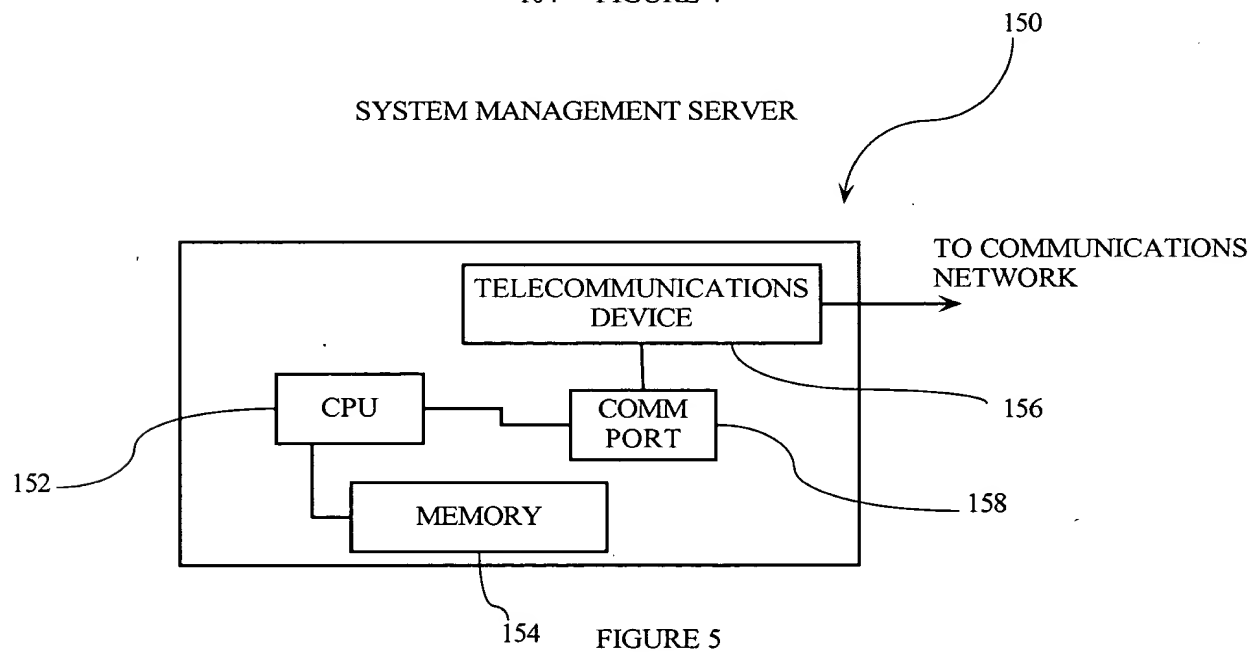 150
SYSTEM MANAGEMENT SERVER
TO COMMUNICATIONS
NETWORK
TELECOMMUNICATIONS
DEVICE
CPU
COMM
PORT
156
152
MEMORY
158
154
FIGURE 5